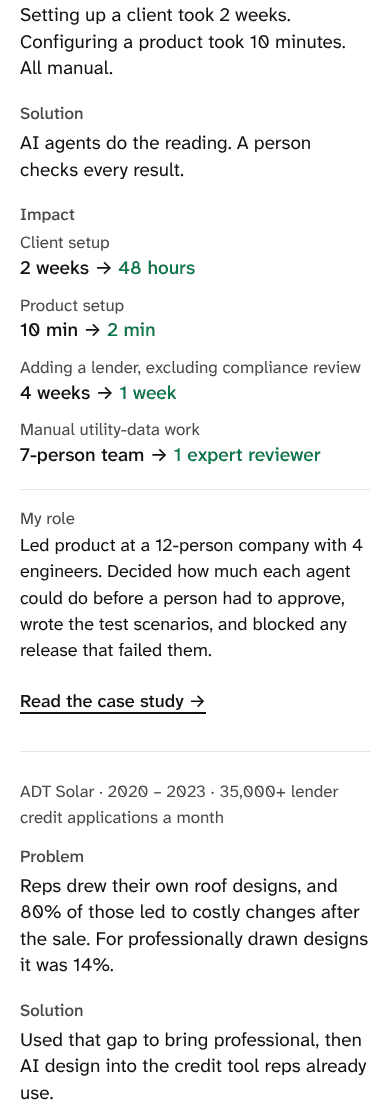 Setting up a client took 2 weeks.
Configuring a product took 10 minutes.
All manual.
Solution
AI agents do the reading. A person
checks every result.
Impact
Client setup
2 weeks → 48 hours
Product setup
10 min → 2 min
Adding a lender, excluding compliance review
4 weeks → 1 week
Manual utility-data work
7-person team → 1 expert reviewer
My role
Led product at a 12-person company with 4
engineers. Decided how much each agent
could do before a person had to approve,
wrote the test scenarios, and blocked any
release that failed them.
Read the case study →
ADT Solar · 2020 – 2023 · 35,000+ lender
credit applications a month
Problem
Reps drew their own roof designs, and
80% of those led to costly changes after
the sale. For professionally drawn designs
it was 14%.
Solution
Used that gap to bring professional, then
AI design into the credit tool reps already
use.